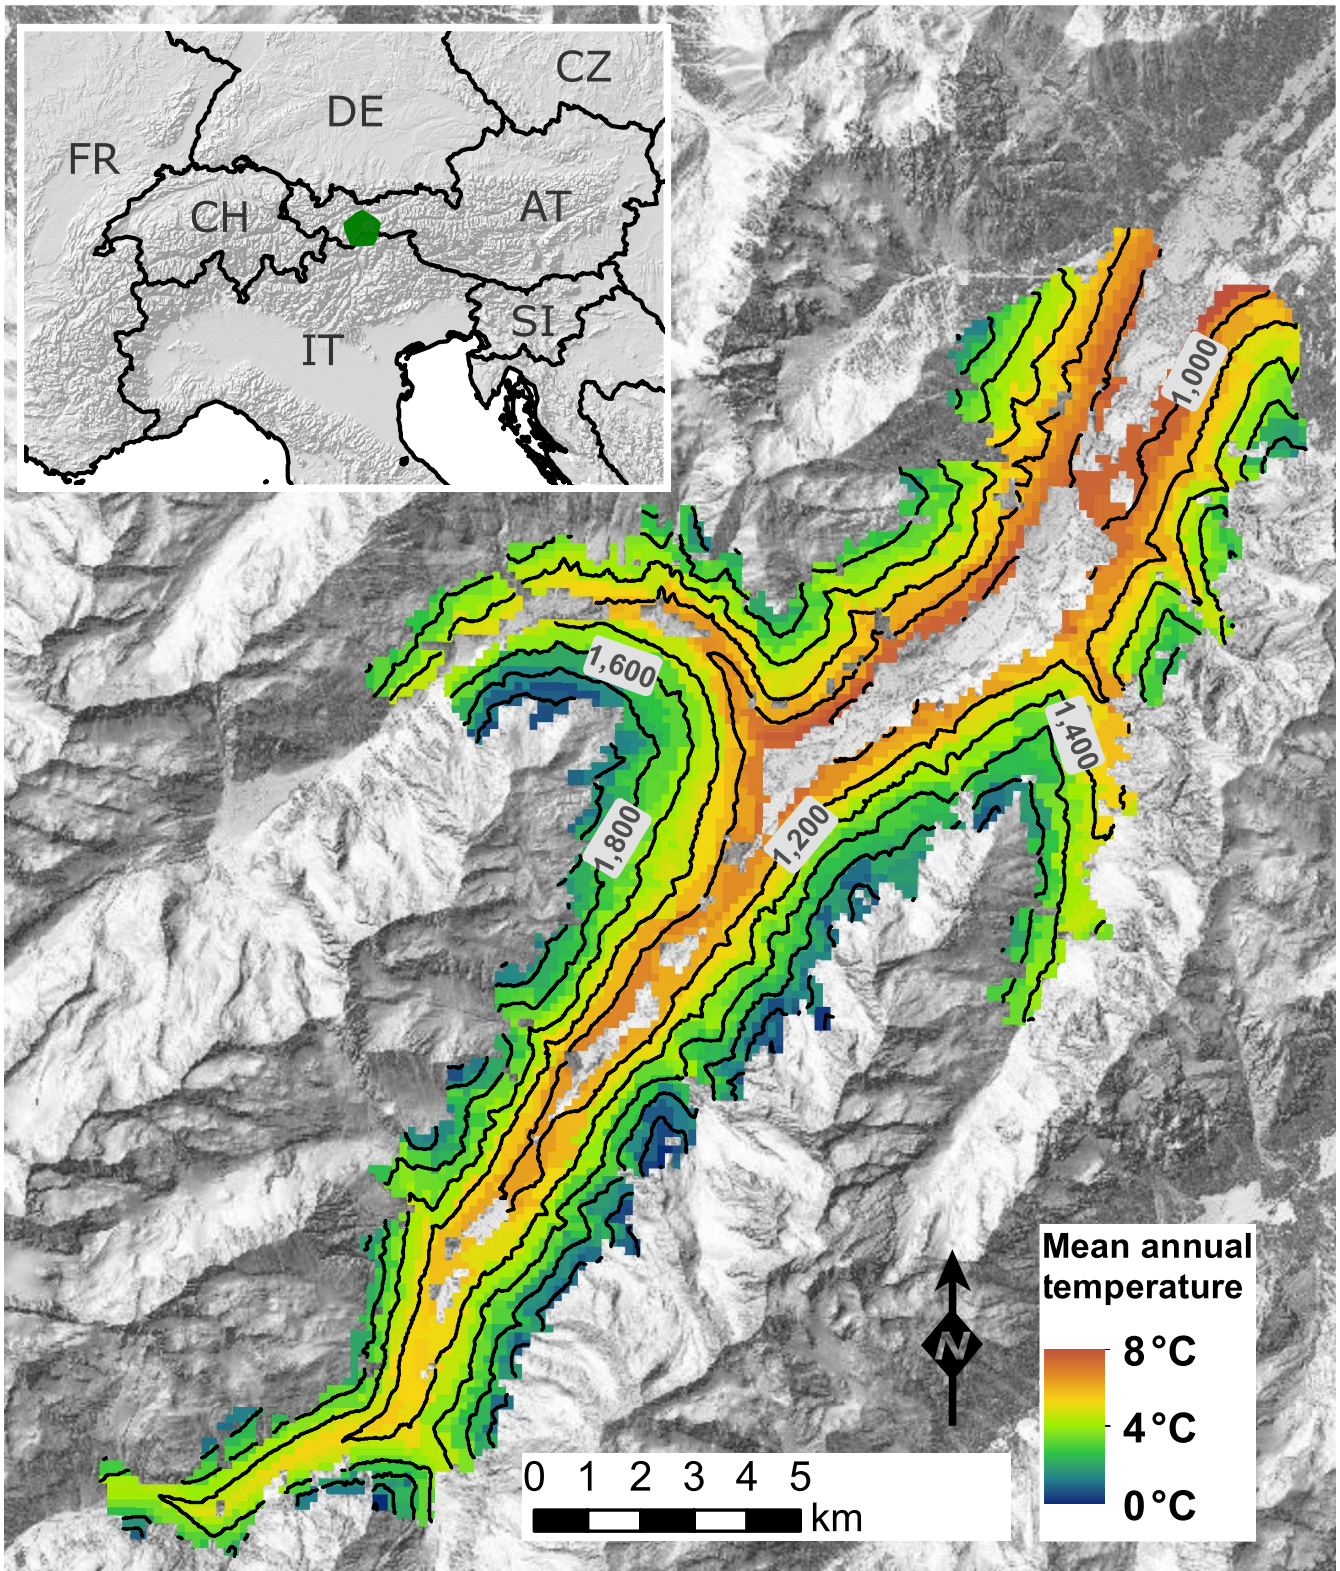 CZ
DE
FR
AT
CH
SI
IT
1,000
1,600
1,400
1,800
1,200
N
Mean annual
temperature
8 °C
4 °C
0 °C
0 1 2 3 4 5
km